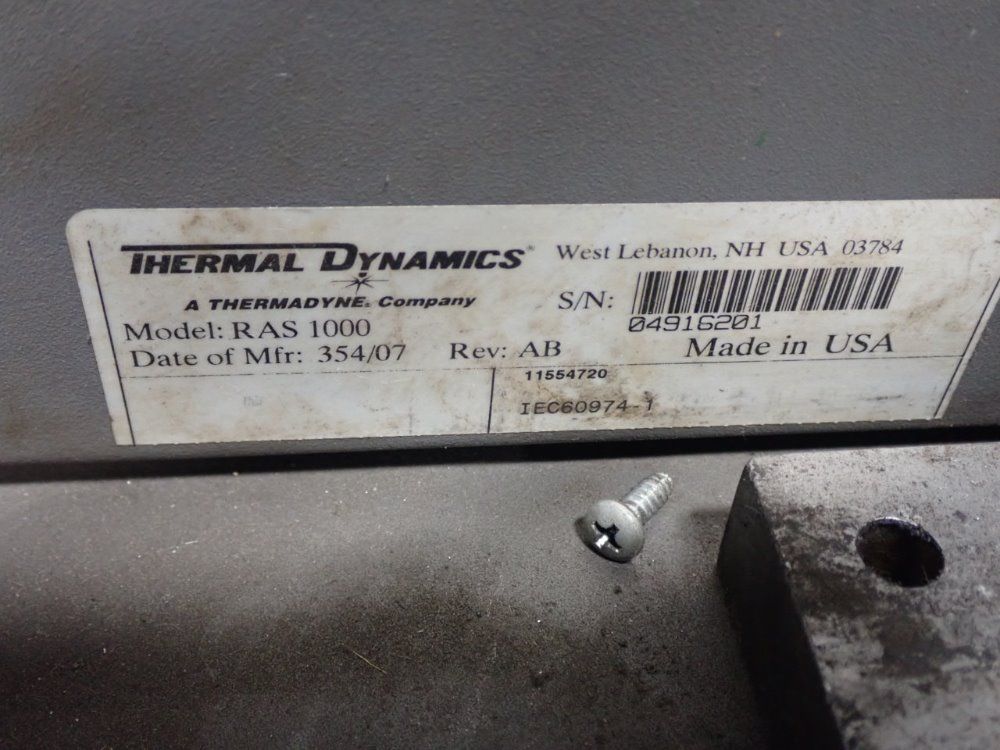 THERMAL DYNAMICS®
A THERMADYNE® Company
West Lebanon, NH USA 03784
S/N:
04916201
Model: RAS 1000
Date of Mfr: 354/07 Rev: AB
Made in USA
11554720
IEC60974-1